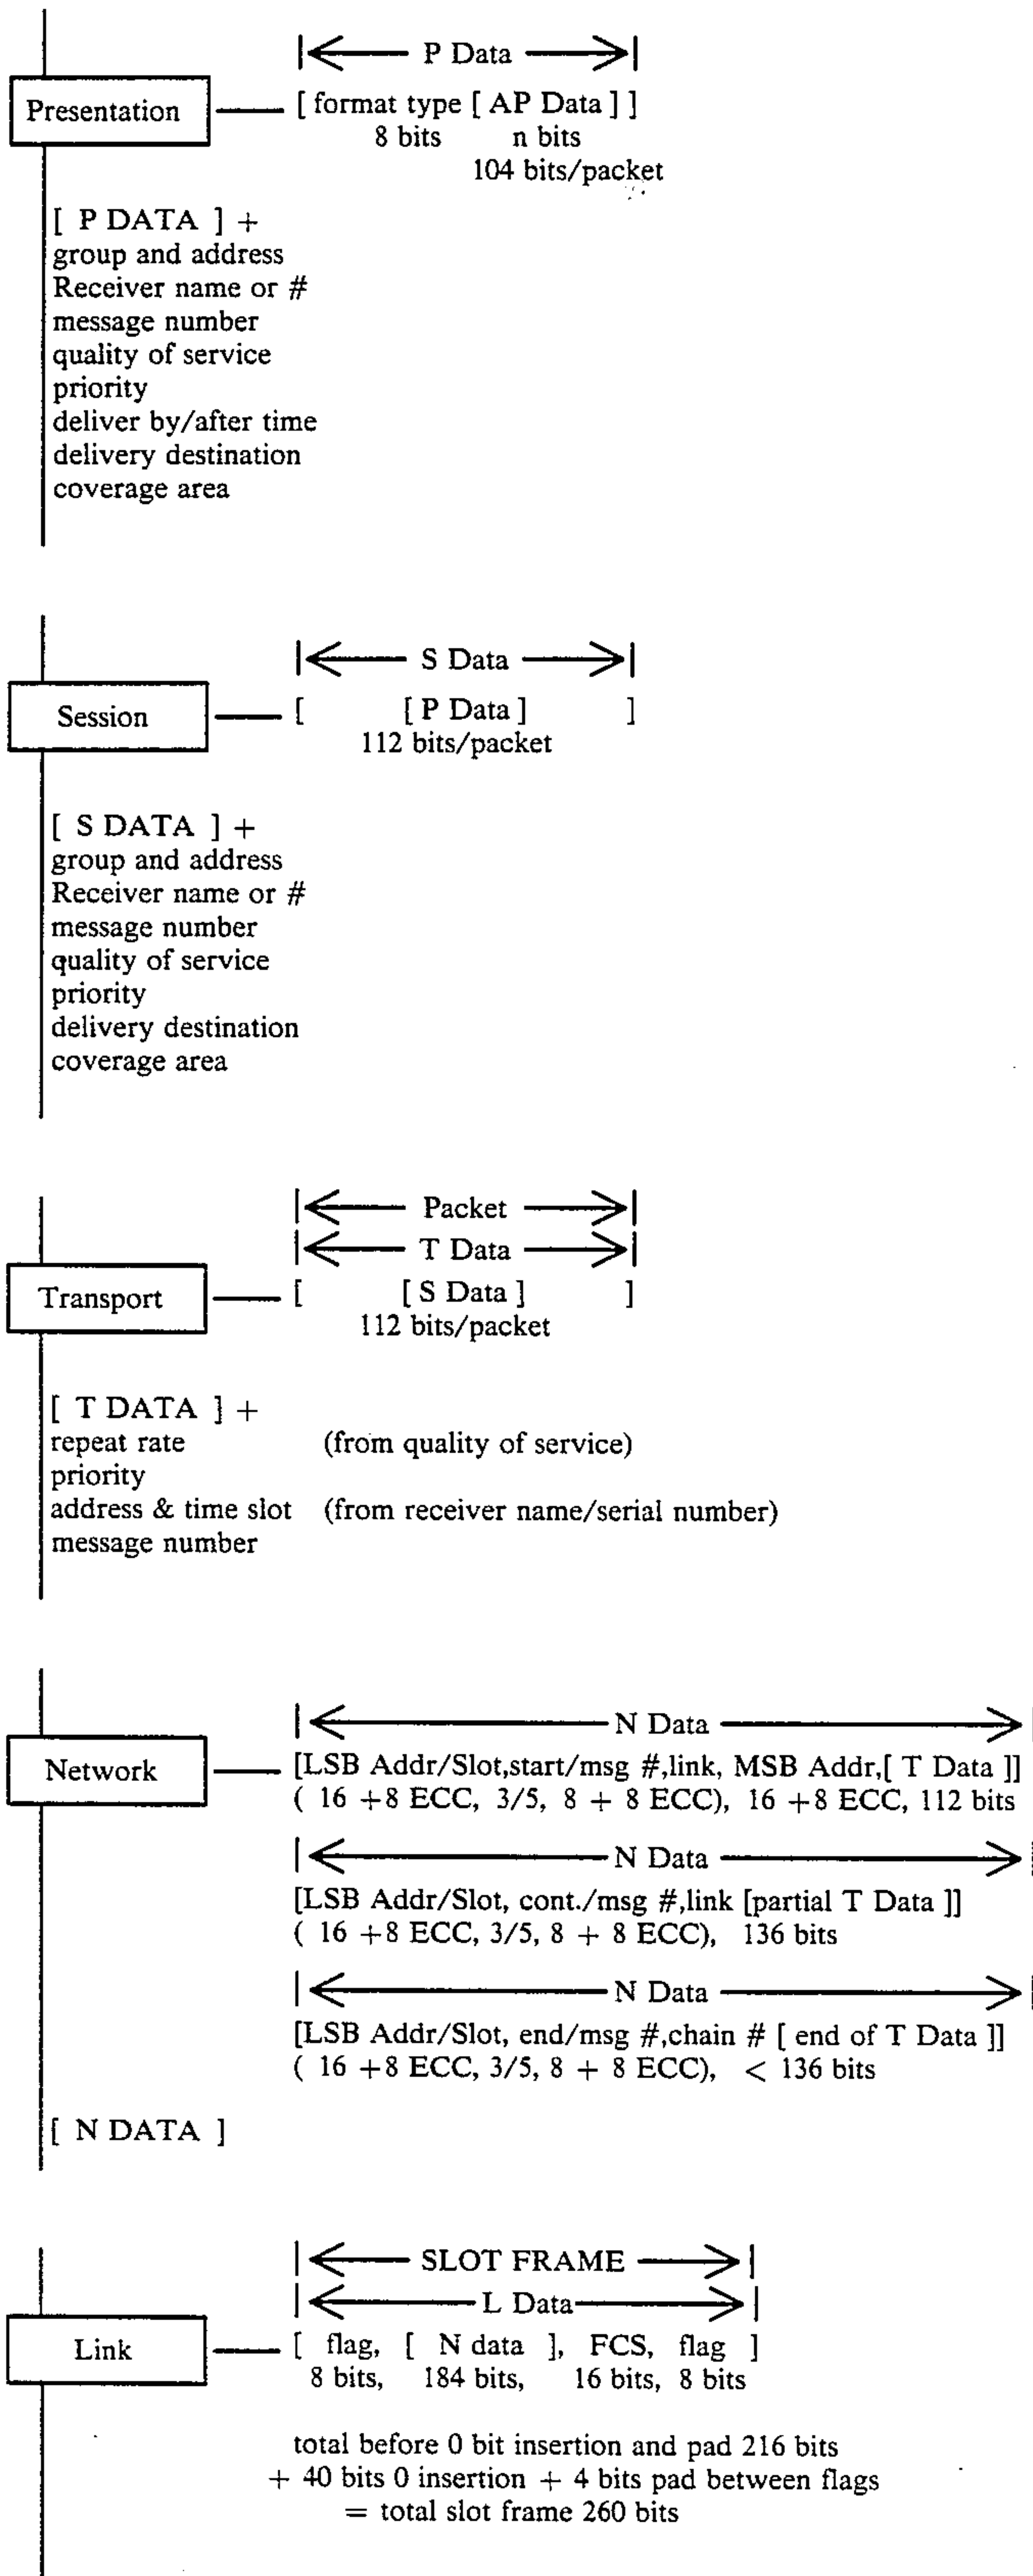 P Data
Presentation [ format type [ AP Data ] ]
8 bits n bits
104 bits/packet
[ P DATA ] +
group and address
Receiver name or #
message number
quality of service
priority
deliver by/after time
delivery destination
coverage area
S Data
Session [ [ P Data ] ]
112 bits/packet
[ S DATA ] +
group and address
Receiver name or #
message number
quality of service
priority
delivery destination
coverage area
Packet
T Data
Transport [ [ S Data ] ]
112 bits/packet
[ T DATA ] +
repeat rate (from quality of service)
priority
address & time slot (from receiver name/serial number)
message number
N Data
Network [LSB Addr/Slot,start/msg #,link, MSB Addr,[ T Data ]]
( 16 +8 ECC, 3/5, 8 + 8 ECC), 16 +8 ECC, 112 bits
N Data
[LSB Addr/Slot, cont./msg #,link [partial T Data ]]
( 16 +8 ECC, 3/5, 8 + 8 ECC), 136 bits
N Data
[LSB Addr/Slot, end/msg #,chain # [ end of T Data ]]
( 16 +8 ECC, 3/5, 8 + 8 ECC), < 136 bits
[ N DATA ]
SLOT FRAME
L Data
Link [ flag, [ N data ], FCS, flag ]
8 bits, 184 bits, 16 bits, 8 bits
total before 0 bit insertion and pad 216 bits
+ 40 bits 0 insertion + 4 bits pad between flags
= total slot frame 260 bits